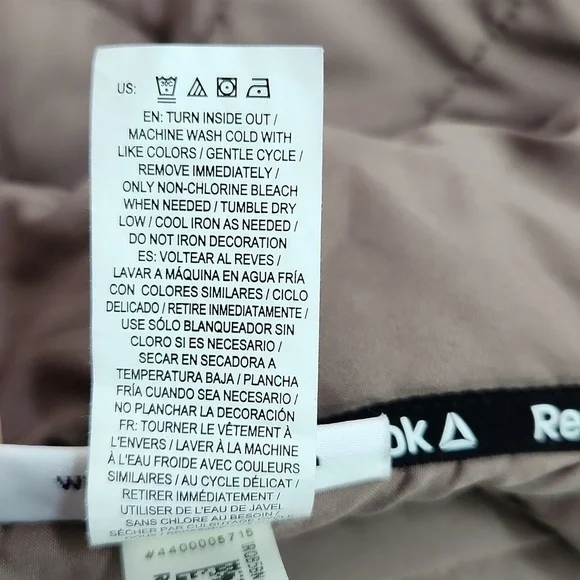 US:
EN: TURN INSIDE OUT /
MACHINE WASH COLD WITH
LIKE COLORS / GENTLE CYCLE /
REMOVE IMMEDIATELY /
ONLY NON-CHLORINE BLEACH
WHEN NEEDED / TUMBLE DRY
LOW / COOL IRON AS NEEDED /
DO NOT IRON DECORATION
ES: VOLTEAR AL REVES /
LAVAR A MÁQUINA EN AGUA FRÍA
CON COLORES SIMILARES / CICLO
DELICADO / RETIRE INMEDIATAMENTE /
USE SÓLO BLANQUEADOR SIN
CLORO SI ES NECESARIO /
SECAR EN SECADORA A
TEMPERATURA BAJA / PLANCHA
FRÍA CUANDO SEA NECESARIO /
NO PLANCHAR LA DECORACIÓN
FR: TOURNER LE VÊTEMENT À
L'ENVERS / LAVER À LA MACHINE
À L'EAU FROIDE AVEC COULEURS
SIMILAIRES / AU CYCLE DÉLICAT /
RETIRER IMMÉDIATEMENT /
UTILISER DE L'EAU DE JAVEL
SANS CHLORE AU BESOIN /
SÉCHER PAR CULBUTAGE
ok Re
#4400005715